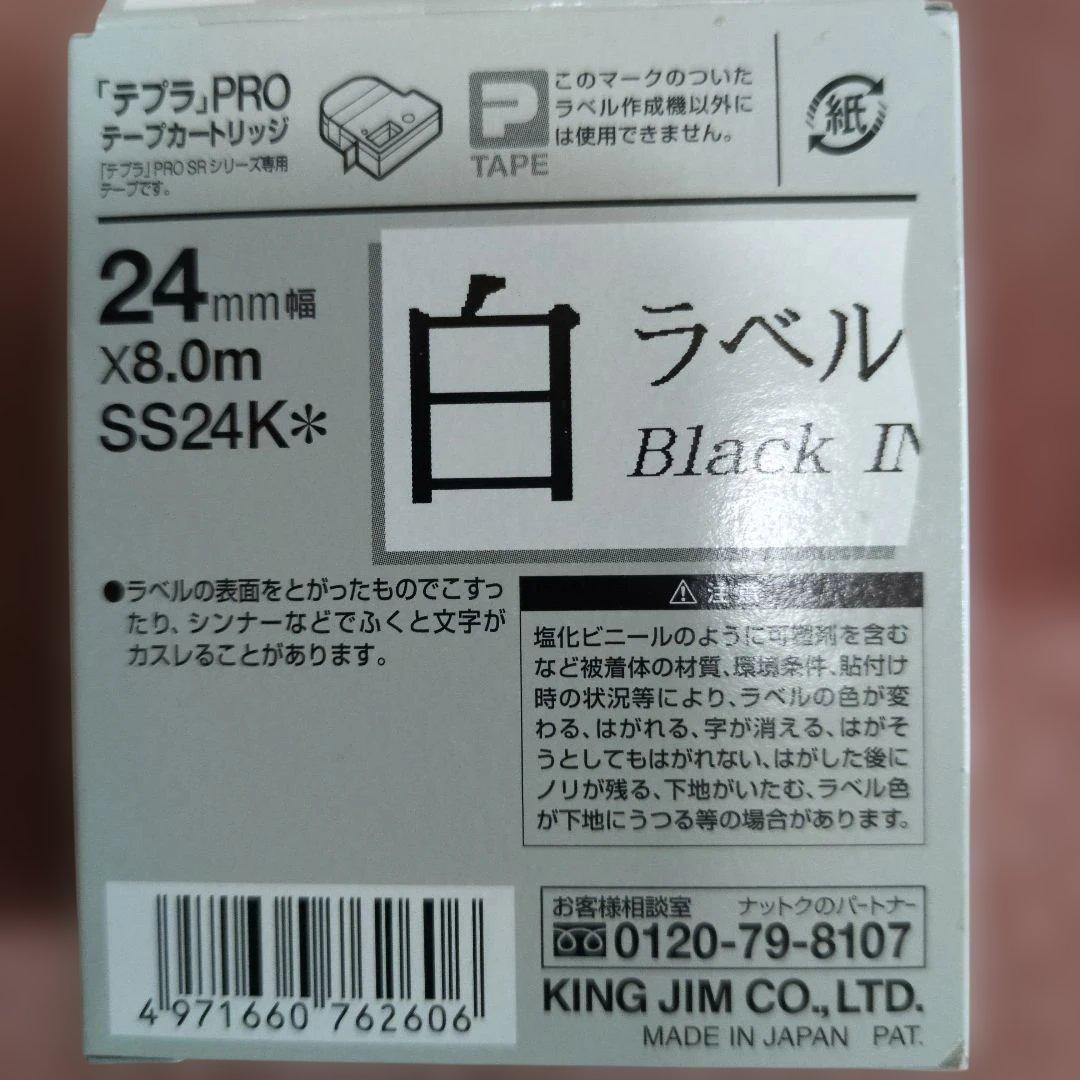 「テプラ」PRO
テープカートリッジ
「テプラ」PRO SRシリーズ専用
テープです。
P
TAPE
このマークのついた
ラベル作成機以外に
は使用できません。
紙
24mm幅
X8.0m
SS24K*
白
ラベル
Black IN
●ラベルの表面をとがったものでこすっ
たり、シンナーなどでふくと文字が
カスレることがあります。
⚠注意
塩化ビニールのように可塑剤を含む
など被着体の材質、環境条件、貼付け
時の状況等により、ラベルの色が変
わる、はがれる、字が消える、はがそ
うとしてもはがれない、はがした後に
ノリが残る、下地がいたむ、ラベル色
が下地にうつる等の場合があります。
4 971660 762606
お客様相談室 ナットクのパートナー
0120-79-8107
KING JIM CO.,LTD.
MADE IN JAPAN PAT.